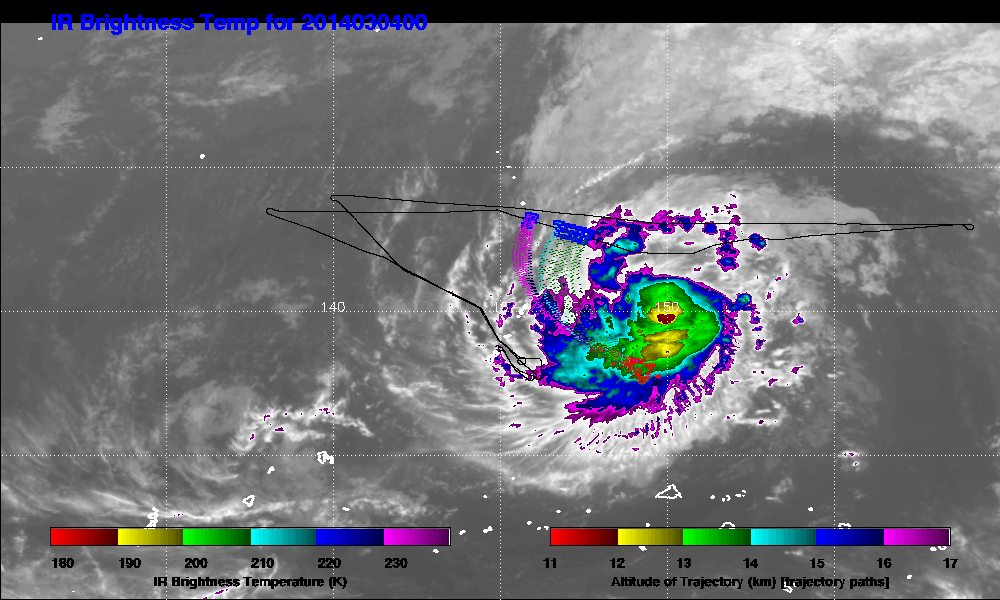 IR Brightness Temp for 2014030400
140
150
180 190 200 210 220 230
11 12 13 14 15 16 17
IR Brightness Temperature (K)
Altitude of Trajectory (km) [trajectory paths]